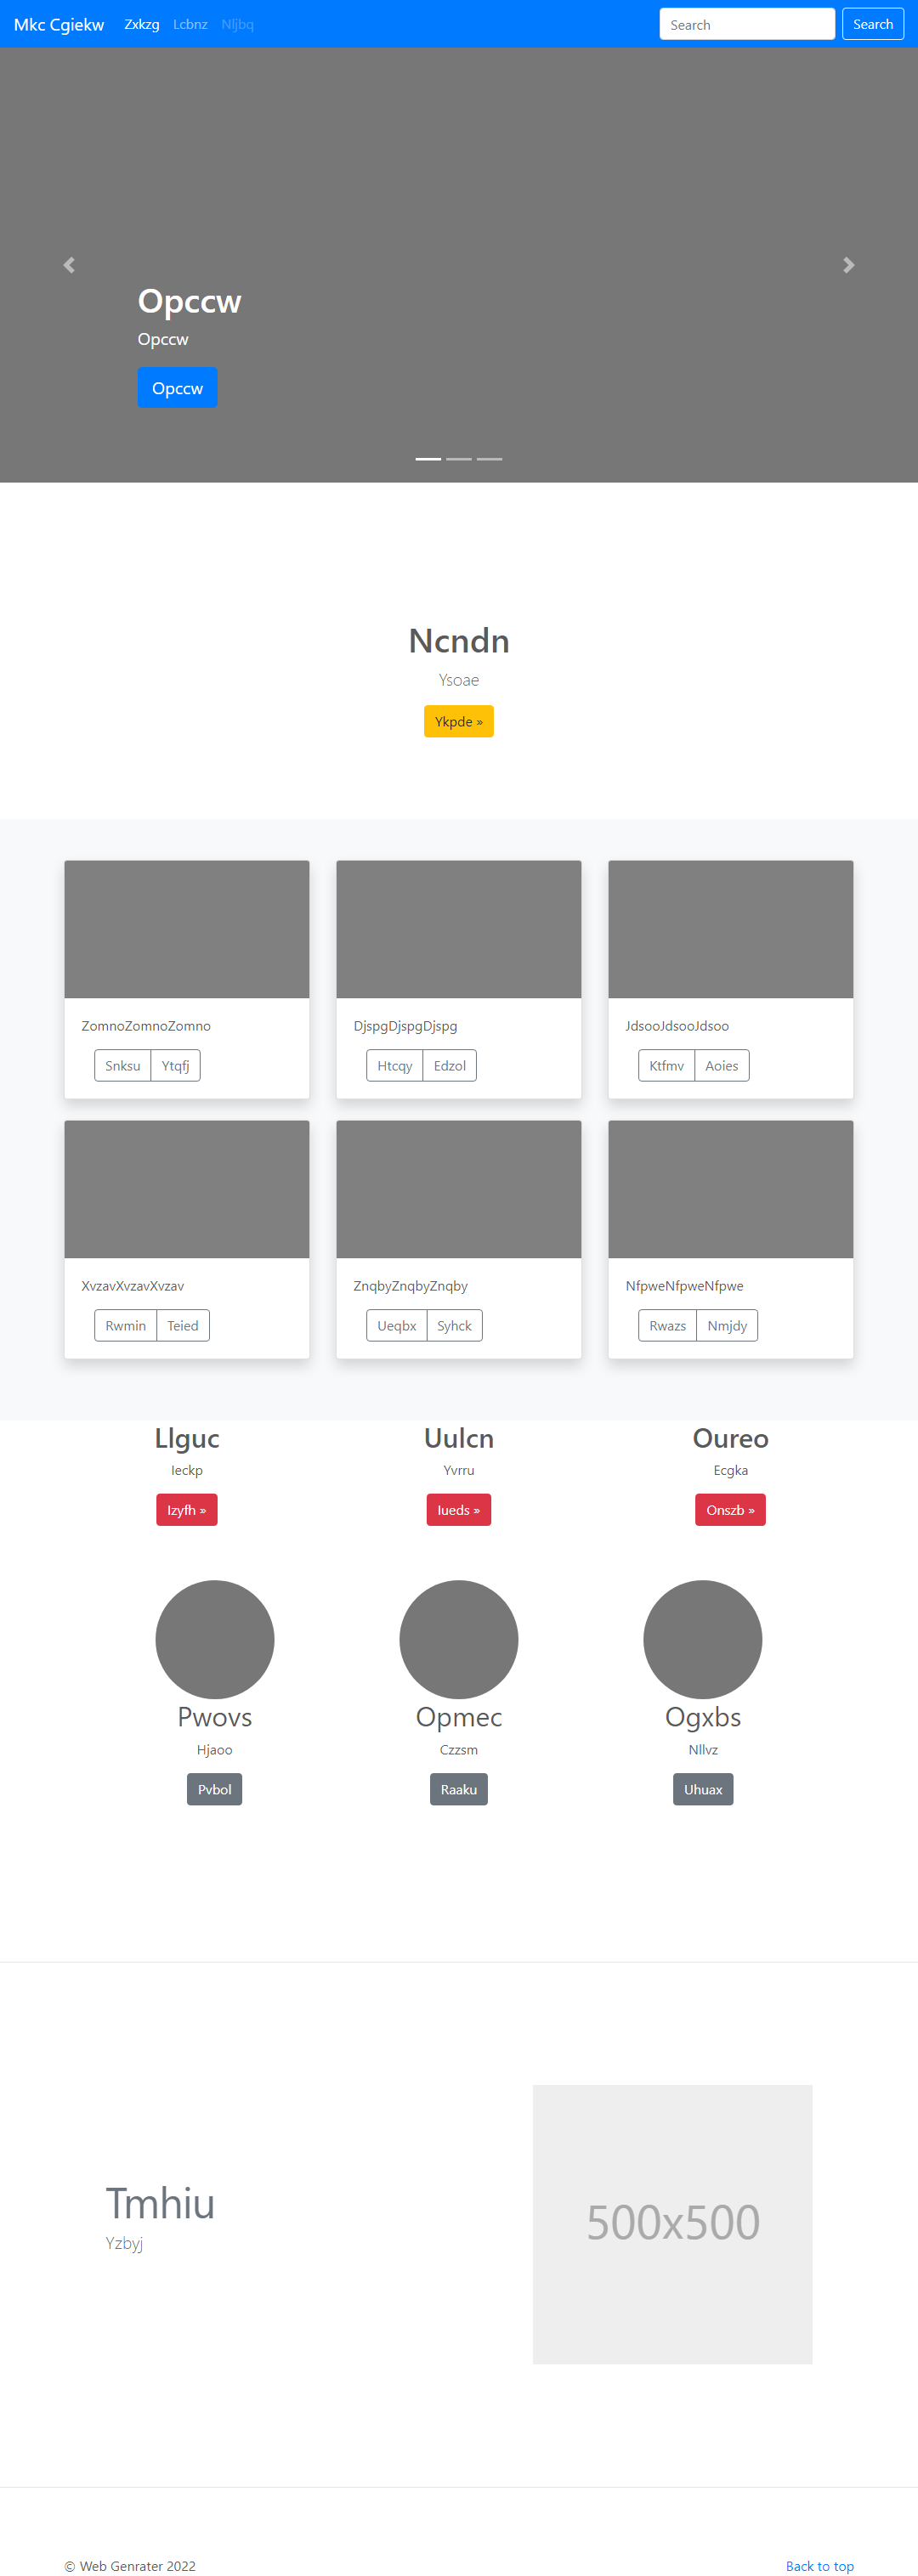 Mkc Cgiekw Zxkzg Lcbnz Nljbq Search Search
Opccw
Opccw
Opccw
Ncndn
Ysoae
Ykpde »
ZomnoZomnoZomno DjspgDjspgDjspg JdsooJdsooJdsoo
Snksu Ytqfj Htcqy Edzol Ktfmv Aoies
XvzavXvzavXvzav ZnqbyZnqbyZnqby NfpweNfpweNfpwe
Rwmin Teied Ueqbx Syhck Rwazs Nmjdy
Llguc Uulcn Oureo
Ieckp Yvrru Ecgka
Izyfh » Iueds » Onszb »
Pwovs Opmec Ogxbs
Hjaoo Czzsm Nllvz
Pvbol Raaku Uhuax
Tmhiu
Yzbyj
500x500
© Web Genrater 2022 Back to top